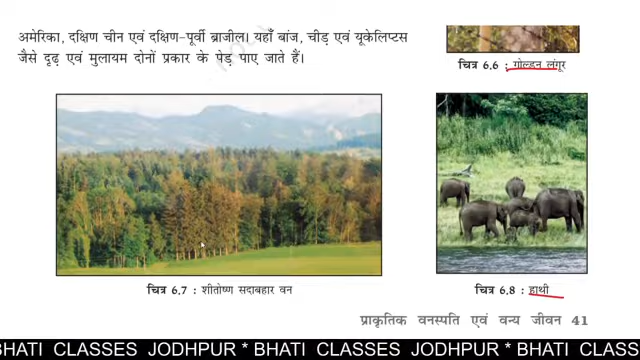 अमेरिका, दक्षिण चीन एवं दक्षिण-पूर्वी ब्राजील। यहाँ बांज, चीड़ एवं यूकेलिप्टस
जैसे दृढ़ एवं मुलायम दोनों प्रकार के पेड़ पाए जाते हैं।
चित्र 6.6 : गोल्डन लंगूर
चित्र 6.7 : शीतोष्ण सदाबहार वन
चित्र 6.8 : हाथी
प्राकृतिक वनस्पति एवं वन्य जीवन 41
BHATI CLASSES JODHPUR * BHATI CLASSES JODHPUR * BHATI CLASSES